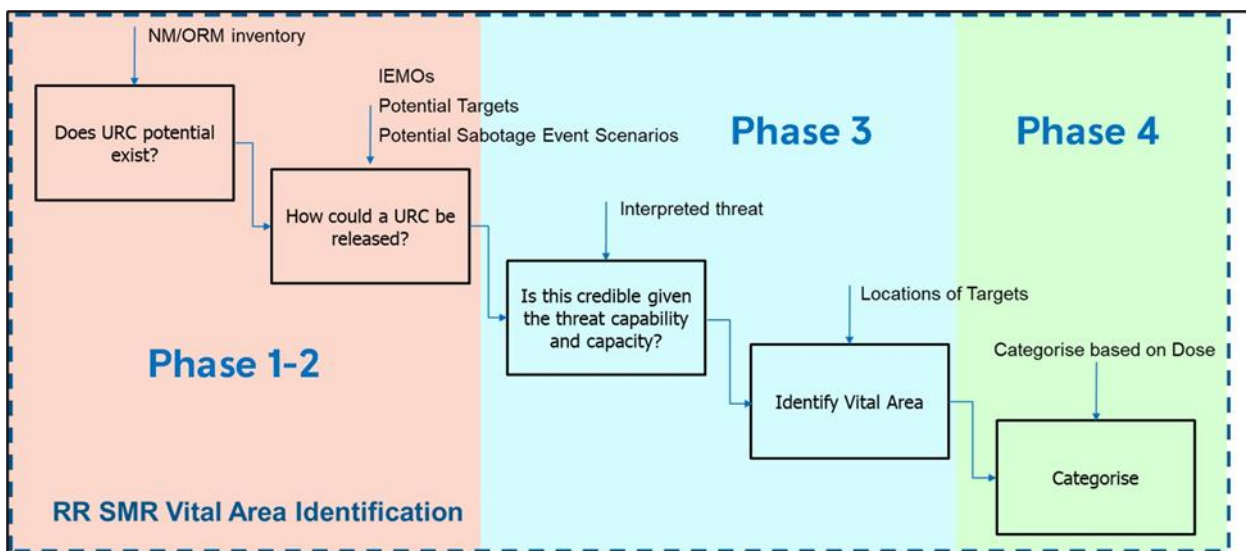 NM/ORM inventory
Does URC potential
exist?
IEMOs
Potential Targets
Potential Sabotage Event Scenarios
How could a URC be
released?
Phase 1-2
RR SMR Vital Area Identification
Phase 3
Interpreted threat
Is this credible given
the threat capability
and capacity?
Locations of Targets
Identify Vital Area
Phase 4
Categorise based on Dose
Categorise